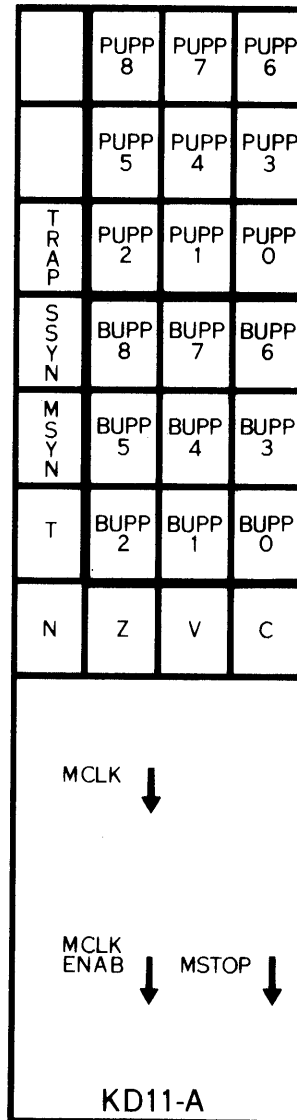 PUPP 8 PUPP 7 PUPP 6
PUPP 5 PUPP 4 PUPP 3
TRAP PUPP 2 PUPP 1 PUPP 0
SSYN BUPP 8 BUPP 7 BUPP 6
MSYN BUPP 5 BUPP 4 BUPP 3
T BUPP 2 BUPP 1 BUPP 0
N Z V C
MCLK
MCLK
ENAB MSTOP
KD11-A